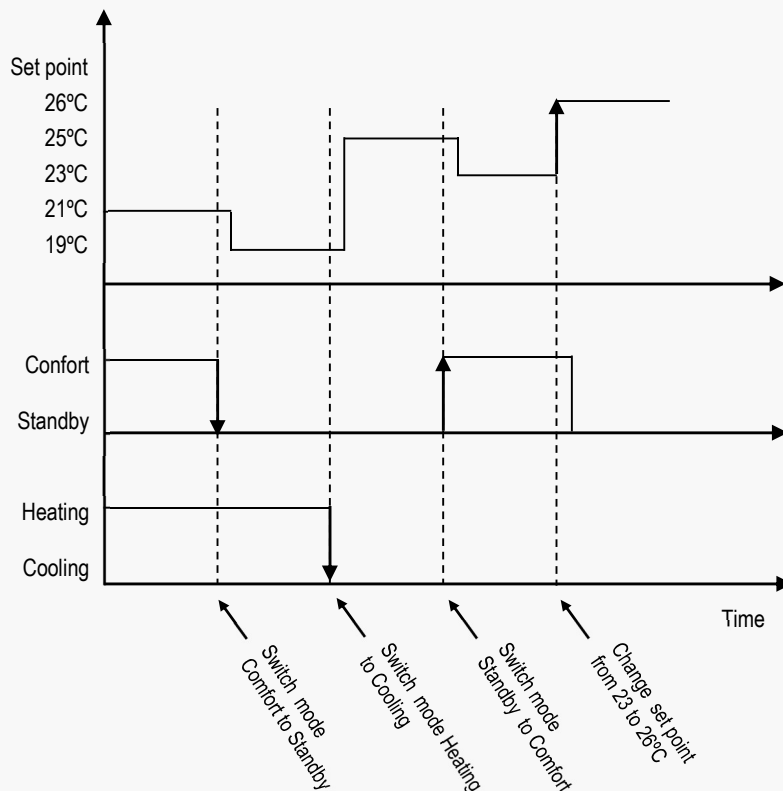 Set point
26ºC
25ºC
23ºC
21ºC
19ºC
Confort
Standby
Heating
Cooling
Time
Switch mode
Comfort to Standby
Switch mode Heating
to Cooling
Switch mode
Standby to Comfort
Change set point
from 23 to 26ºC